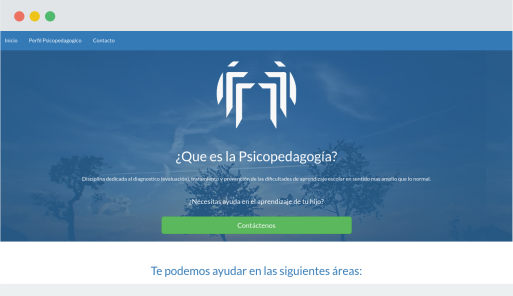 Inicio Perfil Psicopedagogico Contacto
¿Que es la Psicopedagogía?
Disciplina dedicada al diagnostico (evaluación), tratamiento y prevención de las dificultades de aprendizaje escolar en sentido mas amplio que lo normal.
¿Necesitas ayuda en el aprendizaje de tu hijo?
Contáctenos
Te podemos ayudar en las siguientes áreas: